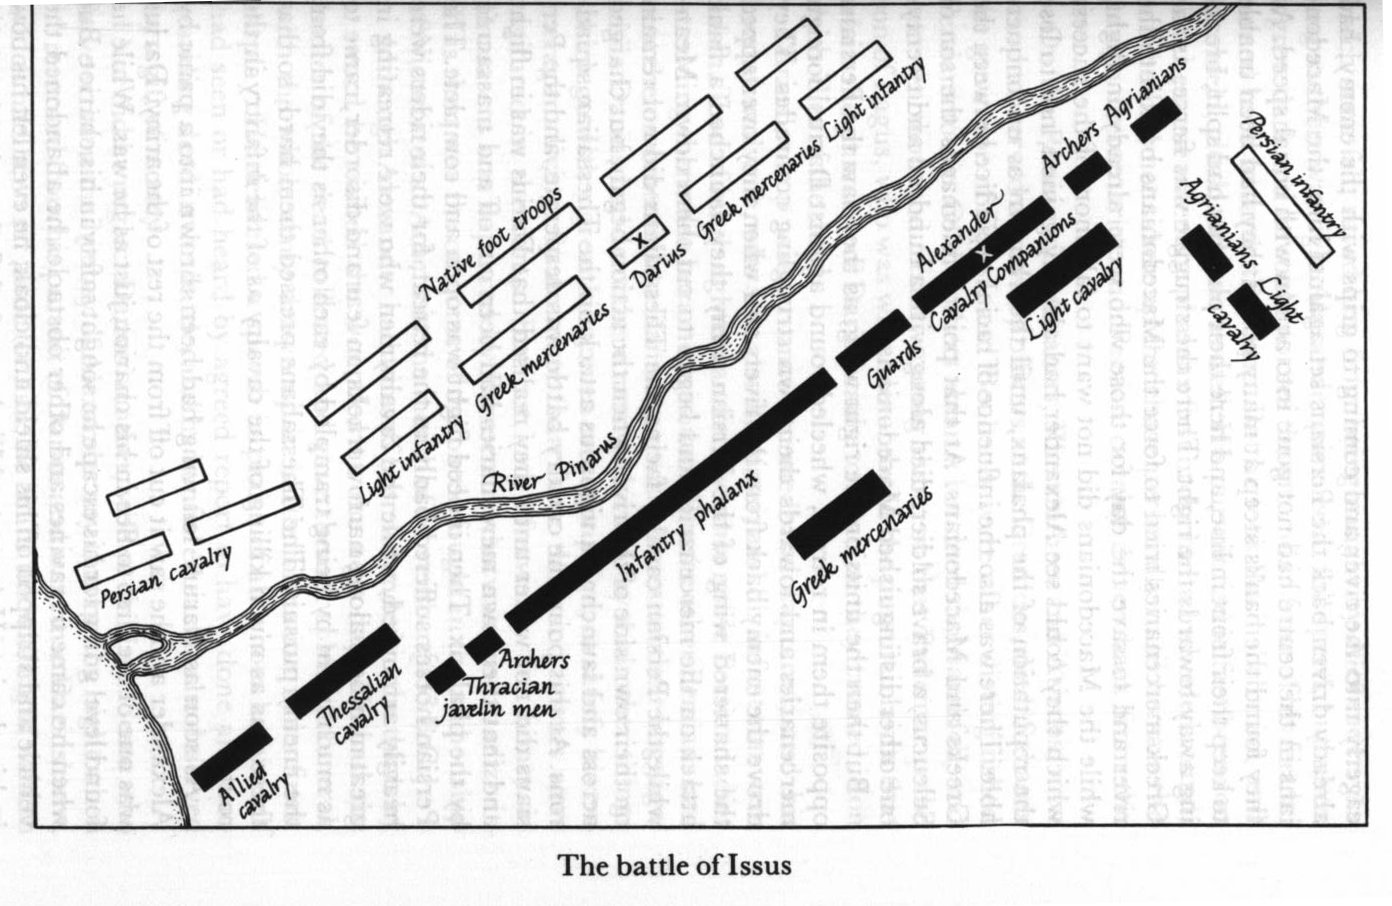 Native foot troops
Greek mercenaries
Light infantry
Darius
Greek mercenaries
Light infantry
Persian cavalry
River Pinarus
Agrianians
Archers
Alexander
Cavalry Companions
Light cavalry
Guards
Infantry phalanx
Greek mercenaries
Archers
Thracian
javelin men
Thessalian
cavalry
Allied
cavalry
Persian infantry
Agrianians
Light
cavalry
The battle of Issus